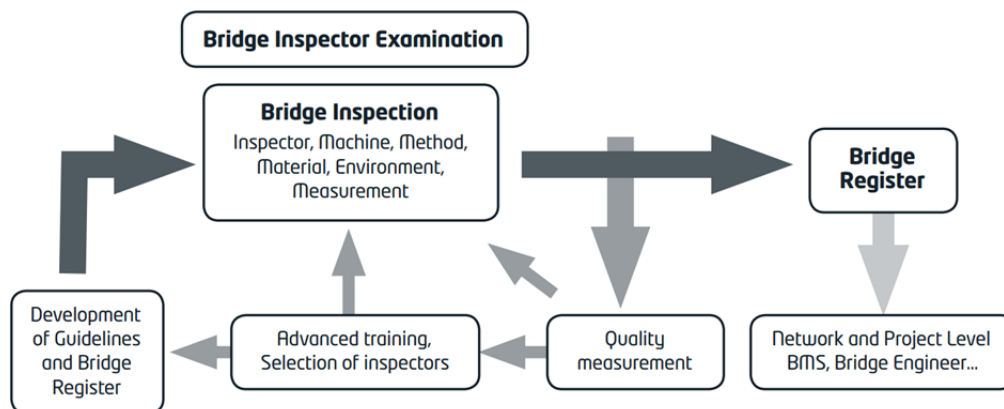 Bridge Inspector Examination
Bridge Inspection
Inspector, Machine, Method,
Material, Environment,
Measurement
Bridge
Register
Development
of Guidelines
and Bridge
Register
Advanced training,
Selection of inspectors
Quality
measurement
Network and Project Level
BMS, Bridge Engineer...